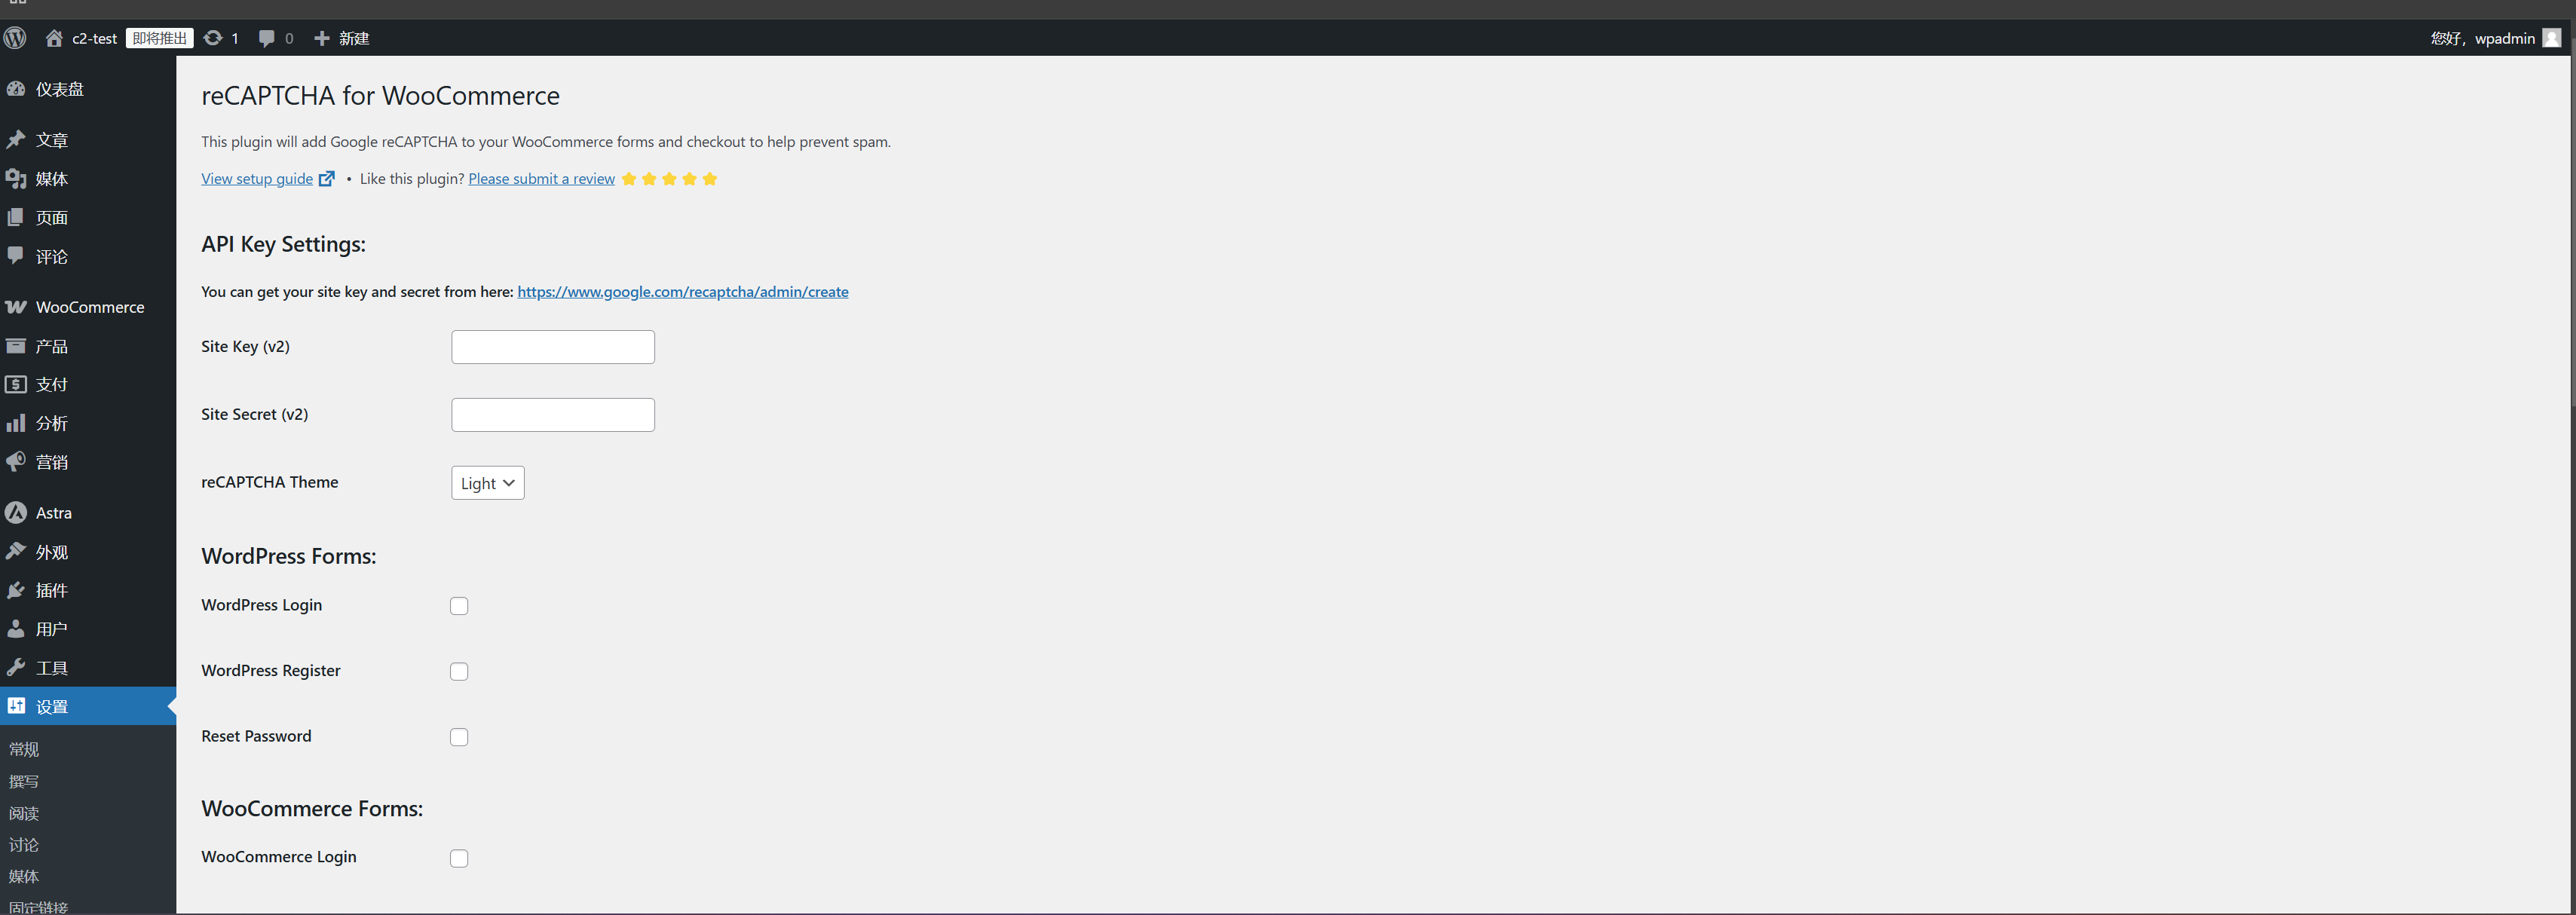 c2-test 即将推出 1 0 新建 您好，wpadmin
仪表盘
文章
媒体
页面
评论
WooCommerce
产品
支付
分析
营销
Astra
外观
插件
用户
工具
设置
常规
撰写
阅读
讨论
媒体
固定链接
reCAPTCHA for WooCommerce
This plugin will add Google reCAPTCHA to your WooCommerce forms and checkout to help prevent spam.
View setup guide • Like this plugin? Please submit a review
API Key Settings:
You can get your site key and secret from here: https://www.google.com/recaptcha/admin/create
Site Key (v2)
Site Secret (v2)
reCAPTCHA Theme Light
WordPress Forms:
WordPress Login
WordPress Register
Reset Password
WooCommerce Forms:
WooCommerce Login